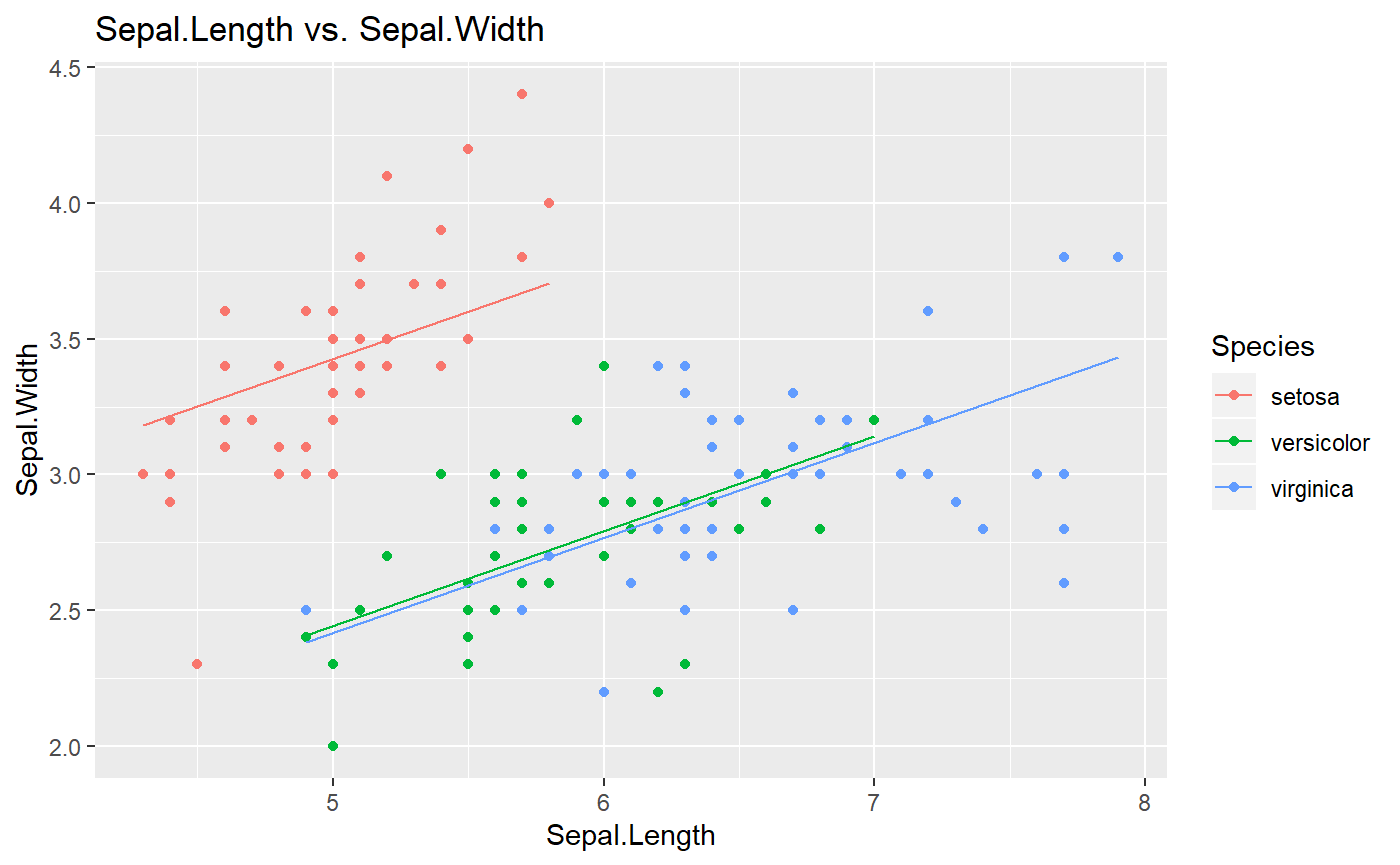 Sepal.Length vs. Sepal.Width
4.5
4.0
3.5
3.0
2.5
2.0
Sepal.Width
5 6 7 8
Sepal.Length
Species
setosa
versicolor
virginica